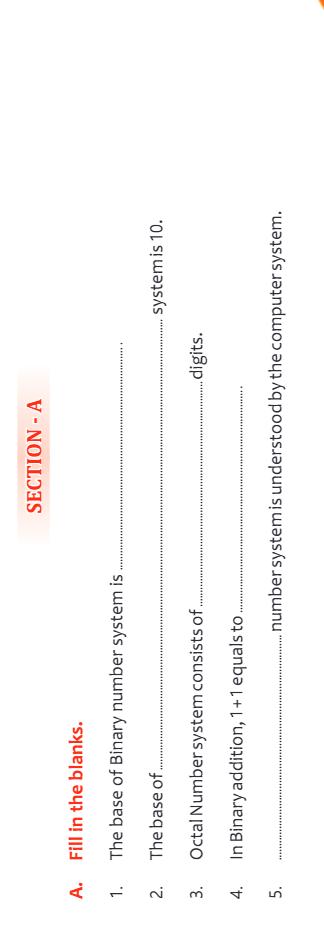 SECTION - A
A. Fill in the blanks.
1. The base of Binary number system is ........................................ .
2. The base of ........................................ system is 10.
3. Octal Number system consists of ........................................ digits.
4. In Binary addition, 1+1 equals to ........................................ .
5. ........................................ number system is understood by the computer system.